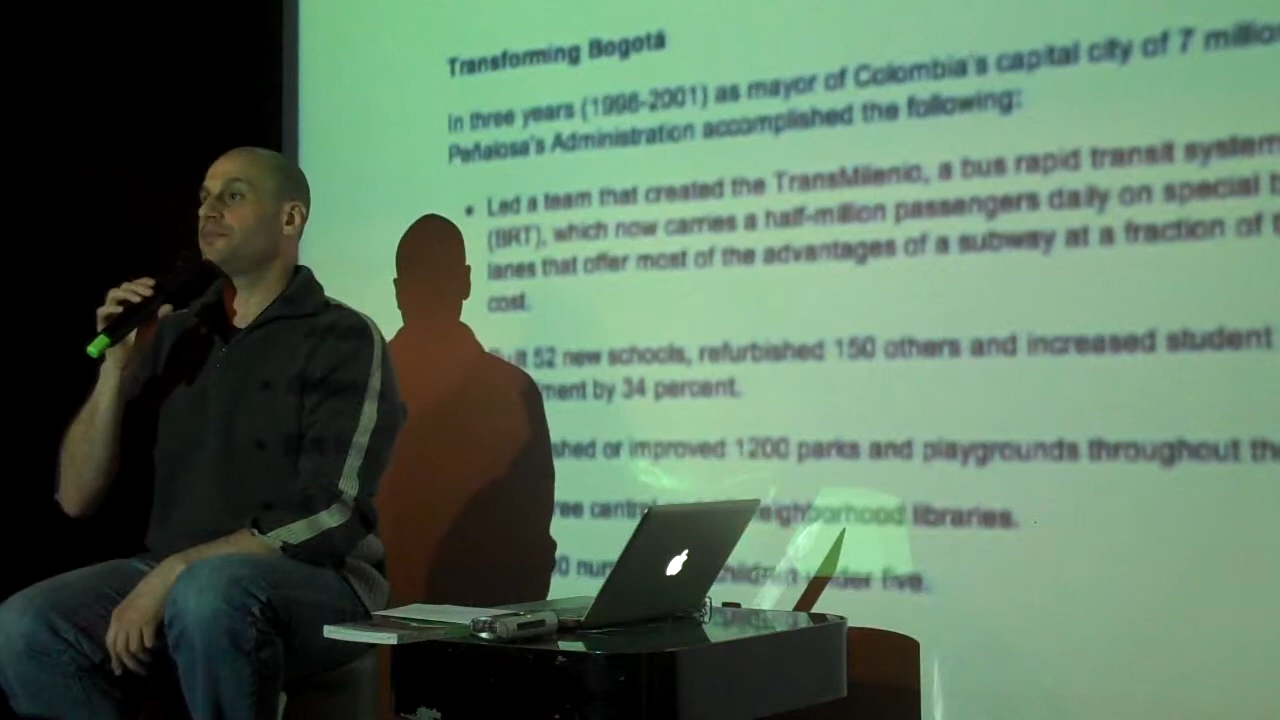 Transforming Bogotá
In three years (1998-2001) as mayor of Colombia's capital city of 7
Peñalosa's Administration accomplished the following:
• Led a team that created the TransMilenio, a bus rapid transit system
(BRT), which now carries a half-million passengers daily on special
lanes that offer most of the advantages of a subway at a fraction of
cost.
52 new schools, refurbished 150 others and increased student
by 34 percent.
or improved 1200 parks and playgrounds throughout
libraries.
five.